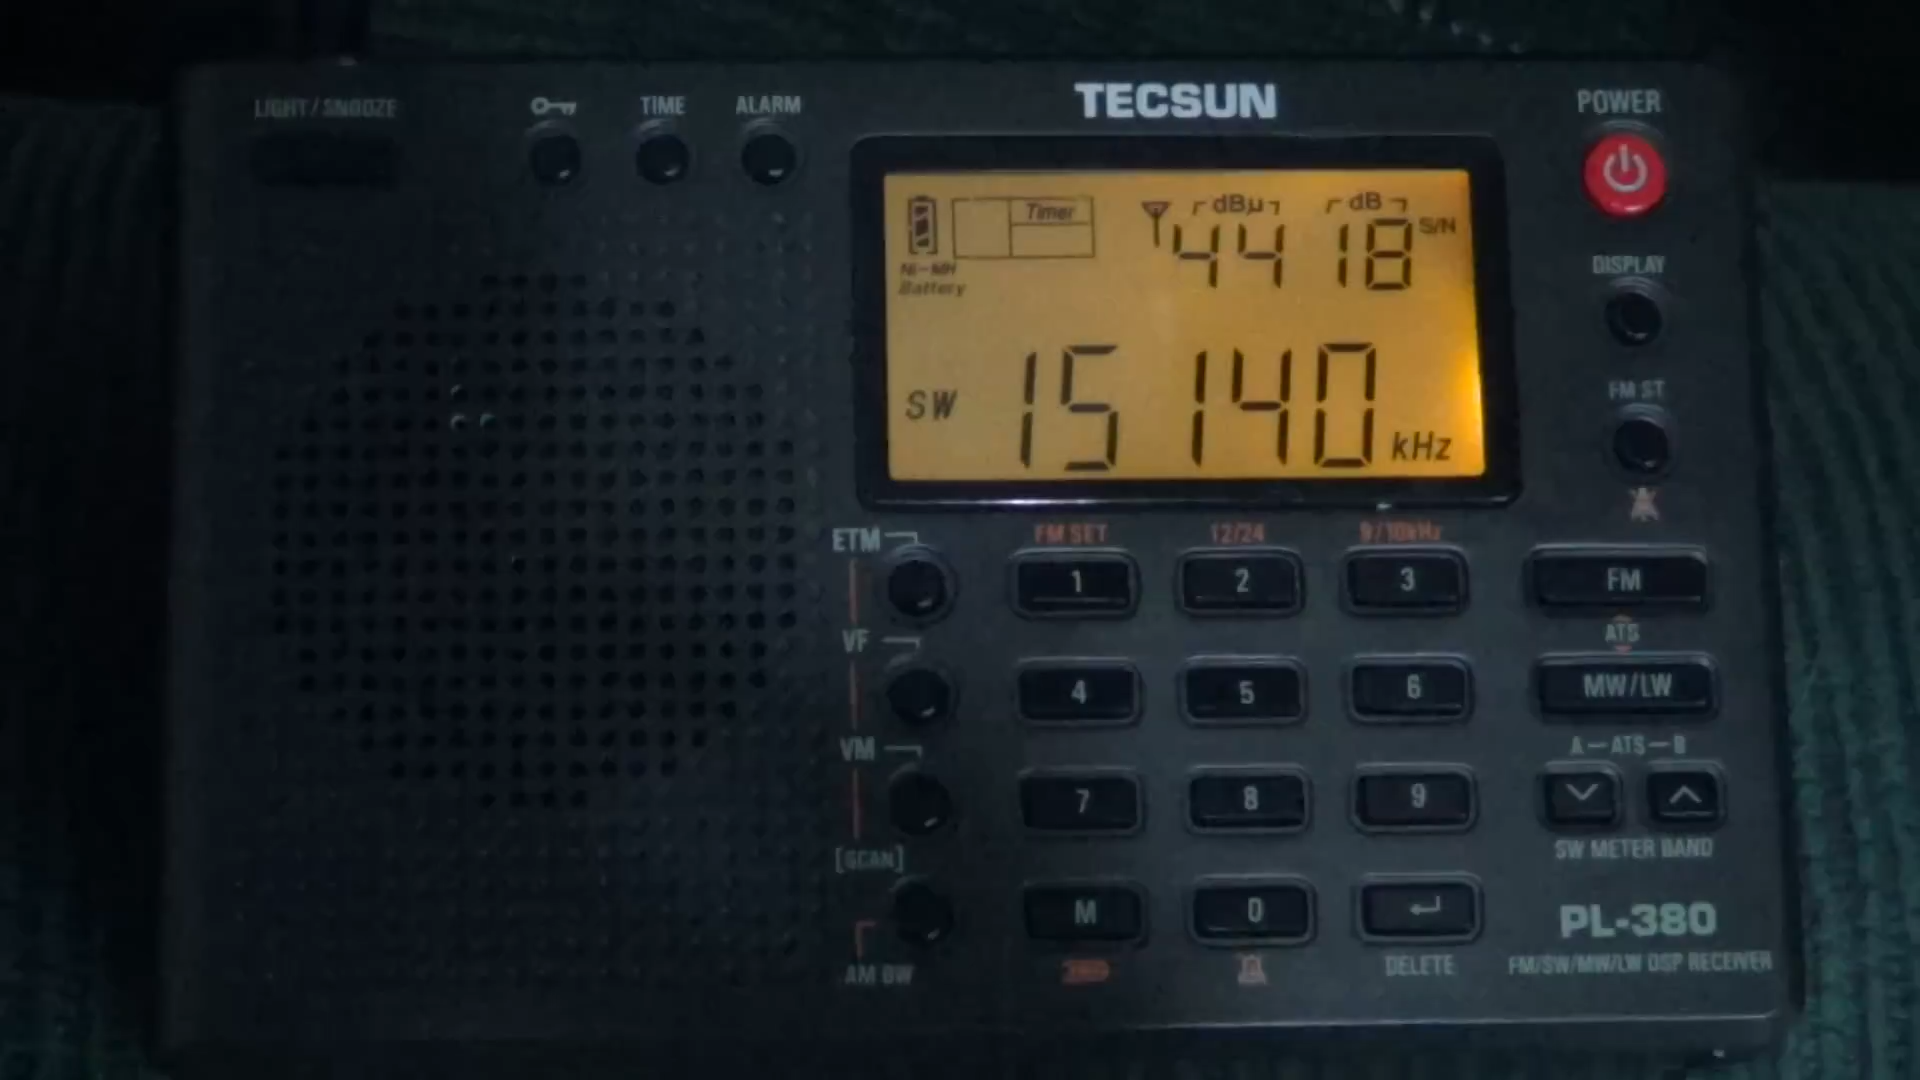 LIGHT / SNOOZE
TIME
ALARM
TECSUN
POWER
Timer
dBµ
dB
44
18
S/N
Ni-MH
Battery
DISPLAY
SW
15140
kHz
FM ST
ETM
FM SET
12/24
9/10kHz
1
2
3
FM
VF
ATS
4
5
6
MW/LW
VM
A-ATS-B
7
8
9
[SCAN]
SW METER BAND
M
0
PL-380
AM BW
DELETE
FM/SW/MW/LW DSP RECEIVER